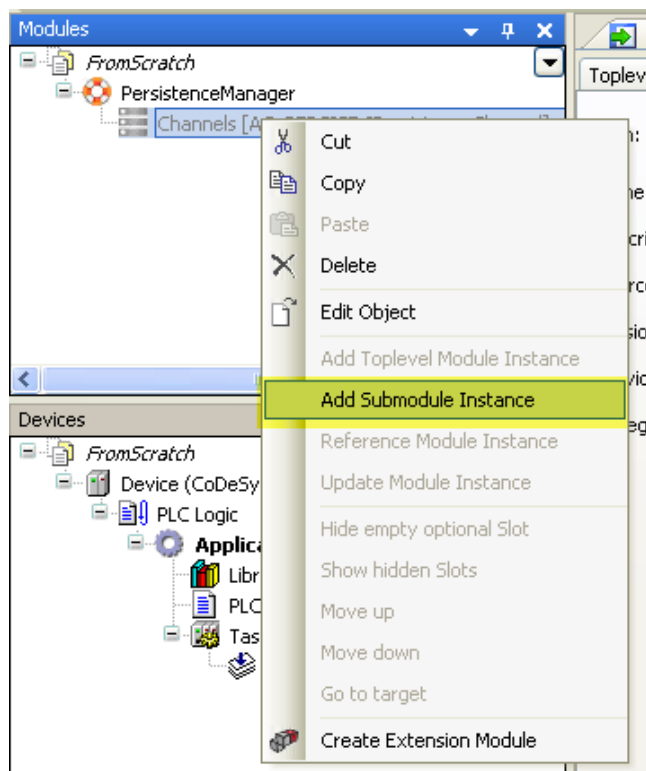 Modules
FromScratch
PersistenceManager
Toplev
Channels [A
Cut
Copy
Paste
Delete
Edit Object
Add Toplevel Module Instance
Add Submodule Instance
Reference Module Instance
Update Module Instance
Hide empty optional Slot
Show hidden Slots
Move up
Move down
Go to target
Create Extension Module
Devices
FromScratch
Device (CoDeSy
PLC Logic
Applica
Libr
PLC
Tas